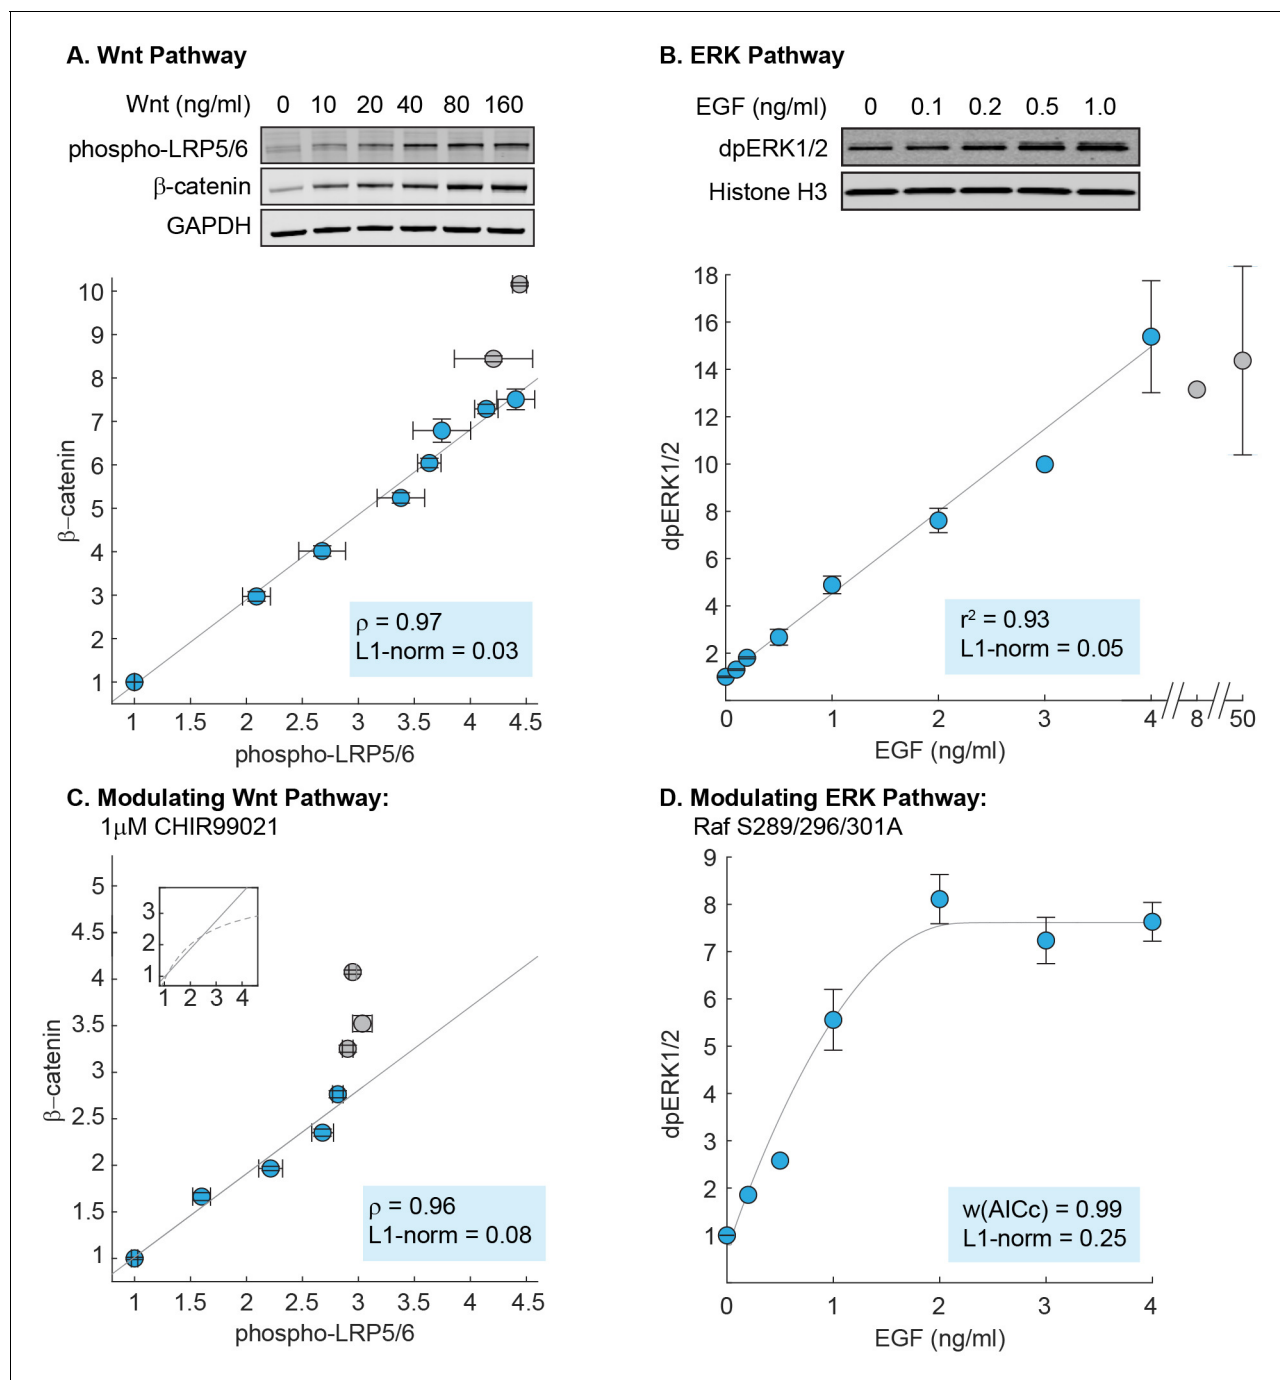 A. Wnt Pathway
Wnt (ng/ml) 0 10 20 40 80 160
phospho-LRP5/6
β-catenin
GAPDH
10
9
8
7
6
5
4
3
2
1
β–catenin
ρ = 0.97
L1-norm = 0.03
1 1.5 2 2.5 3 3.5 4 4.5
phospho-LRP5/6
B. ERK Pathway
EGF (ng/ml) 0 0.1 0.2 0.5 1.0
dpERK1/2
Histone H3
18
16
14
12
10
8
6
4
2
dpERK1/2
r² = 0.93
L1-norm = 0.05
0 1 2 3 4 8 50
EGF (ng/ml)
C. Modulating Wnt Pathway:
1μM CHIR99021
5
4.5
4
3.5
3
2.5
2
1.5
1
β–catenin
3
2
1
1 2 3 4
ρ = 0.96
L1-norm = 0.08
1 1.5 2 2.5 3 3.5 4 4.5
phospho-LRP5/6
D. Modulating ERK Pathway:
Raf S289/296/301A
9
8
7
6
5
4
3
2
1
dpERK1/2
w(AICc) = 0.99
L1-norm = 0.25
0 1 2 3 4
EGF (ng/ml)